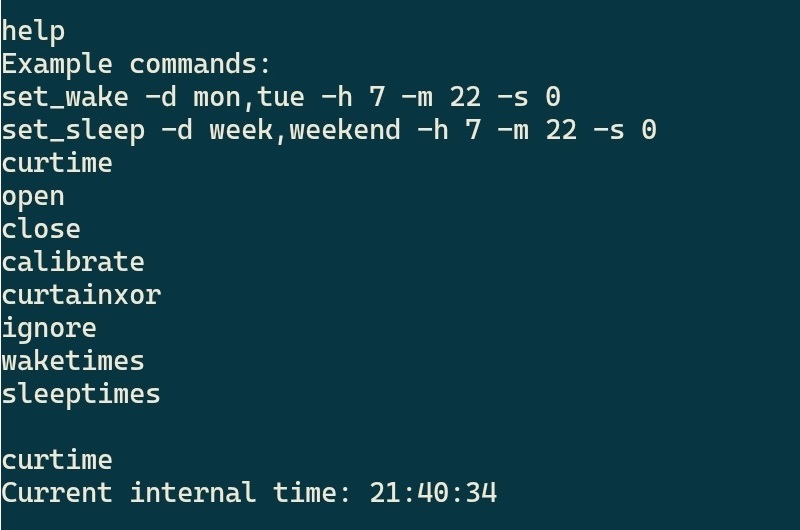 help
Example commands:
set_wake -d mon,tue -h 7 -m 22 -s 0
set_sleep -d week,weekend -h 7 -m 22 -s 0
curtime
open
close
calibrate
curtainxor
ignore
waketimes
sleeptimes

curtime
Current internal time: 21:40:34